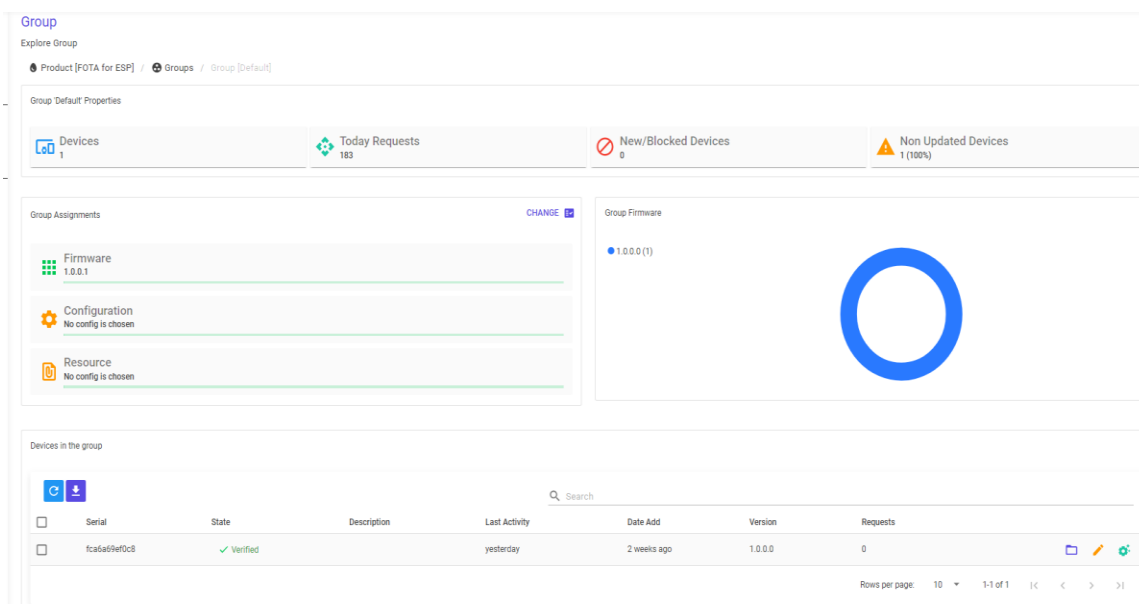 Group
Explore Group
Product [FOTA for ESP] / Groups / Group [Default]
Group 'Default' Properties
Devices
1
Today Requests
183
New/Blocked Devices
0
Non Updated Devices
1 (100%)
Group Assignments
CHANGE
Firmware
1.0.0.1
Configuration
No config is chosen
Resource
No config is chosen
Group Firmware
1.0.0.0 (1)
Devices in the group
Search
Serial State Description Last Activity Date Add Version Requests
fca6a69ef0c8 Verified yesterday 2 weeks ago 1.0.0.0 0
Rows per page: 10 1-1 of 1